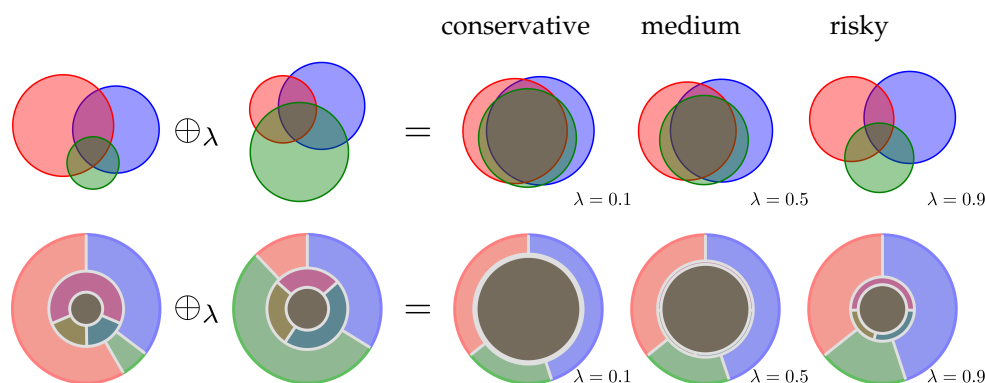 conservative medium risky
⊕λ =
λ = 0.1 λ = 0.5 λ = 0.9
⊕λ =
λ = 0.1 λ = 0.5 λ = 0.9